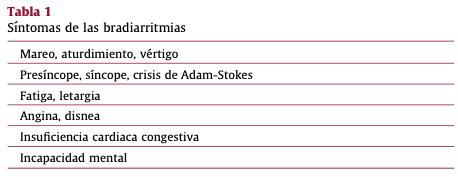 Tabla 1
Síntomas de las bradiarritmias
Mareo, aturdimiento, vértigo
Presíncope, síncope, crisis de Adam-Stokes
Fatiga, letargia
Angina, disnea
Insuficiencia cardiaca congestiva
Incapacidad mental